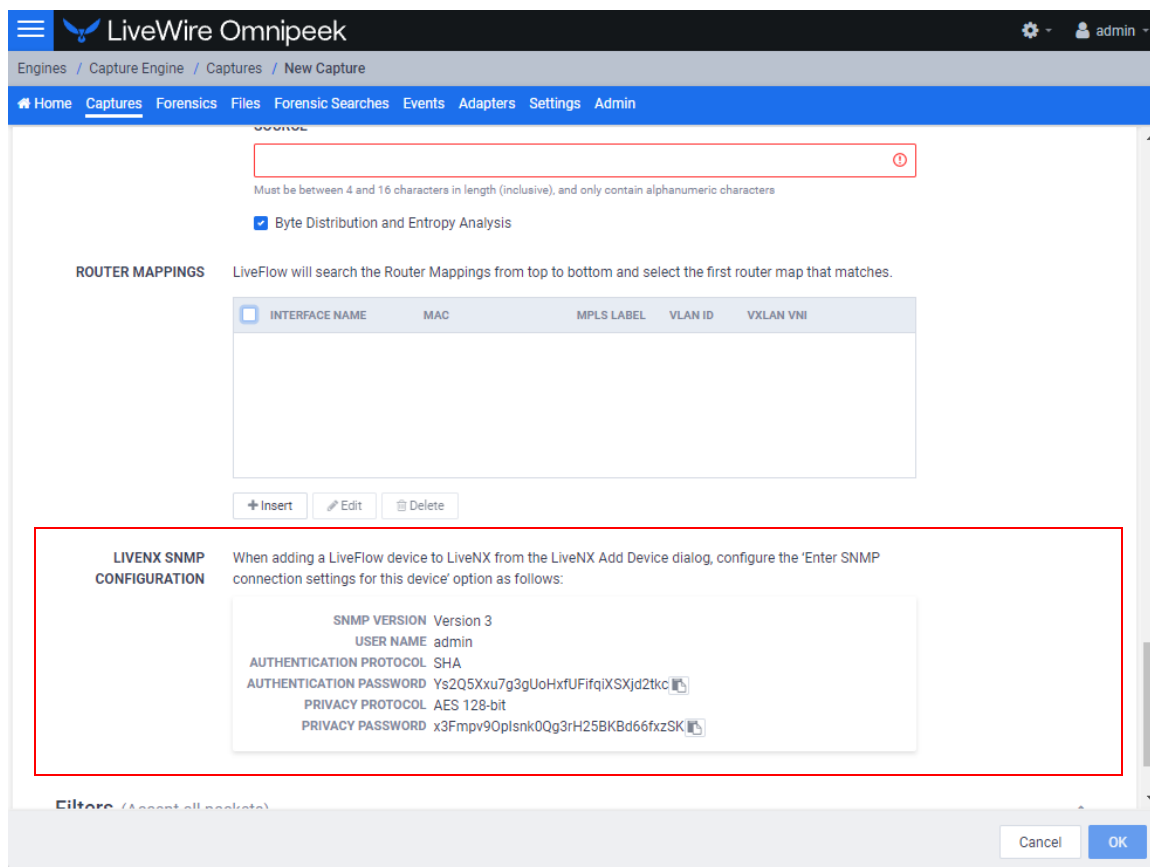 LiveWire Omnipeek
admin
Engines / Capture Engine / Captures / New Capture
Home Captures Forensics Files Forensic Searches Events Adapters Settings Admin
SOURCE
Must be between 4 and 16 characters in length (inclusive), and only contain alphanumeric characters
Byte Distribution and Entropy Analysis
ROUTER MAPPINGS LiveFlow will search the Router Mappings from top to bottom and select the first router map that matches.
INTERFACE NAME MAC MPLS LABEL VLAN ID VXLAN VNI
+ Insert Edit Delete
LIVENX SNMP CONFIGURATION
When adding a LiveFlow device to LiveNX from the LiveNX Add Device dialog, configure the 'Enter SNMP
connection settings for this device' option as follows:
SNMP VERSION Version 3
USER NAME admin
AUTHENTICATION PROTOCOL SHA
AUTHENTICATION PASSWORD Ys2Q5Xxu7g3gUoHxfUFifqiXSXjd2tkc
PRIVACY PROTOCOL AES 128-bit
PRIVACY PASSWORD x3Fmpv9OpIsnk0Qg3rH25BKBd66fxzSK
Filters (Accept all packets)
Cancel OK